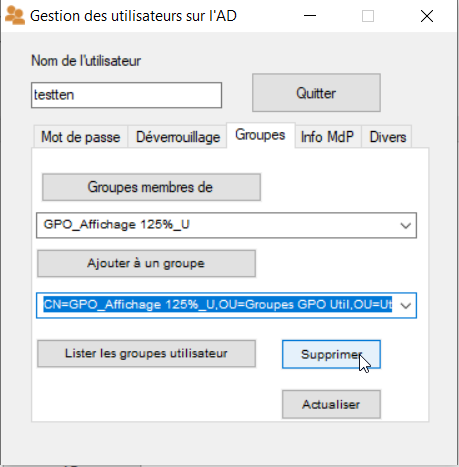 Gestion des utilisateurs sur l'AD
Nom de l'utilisateur
testten
Quitter
Mot de passe Déverrouillage Groupes Info MdP Divers
Groupes membres de
GPO_Affichage 125%_U
Ajouter à un groupe
CN=GPO_Affichage 125%_U,OU=Groupes GPO Util,OU=Ut
Lister les groupes utilisateur
Supprimer
Actualiser